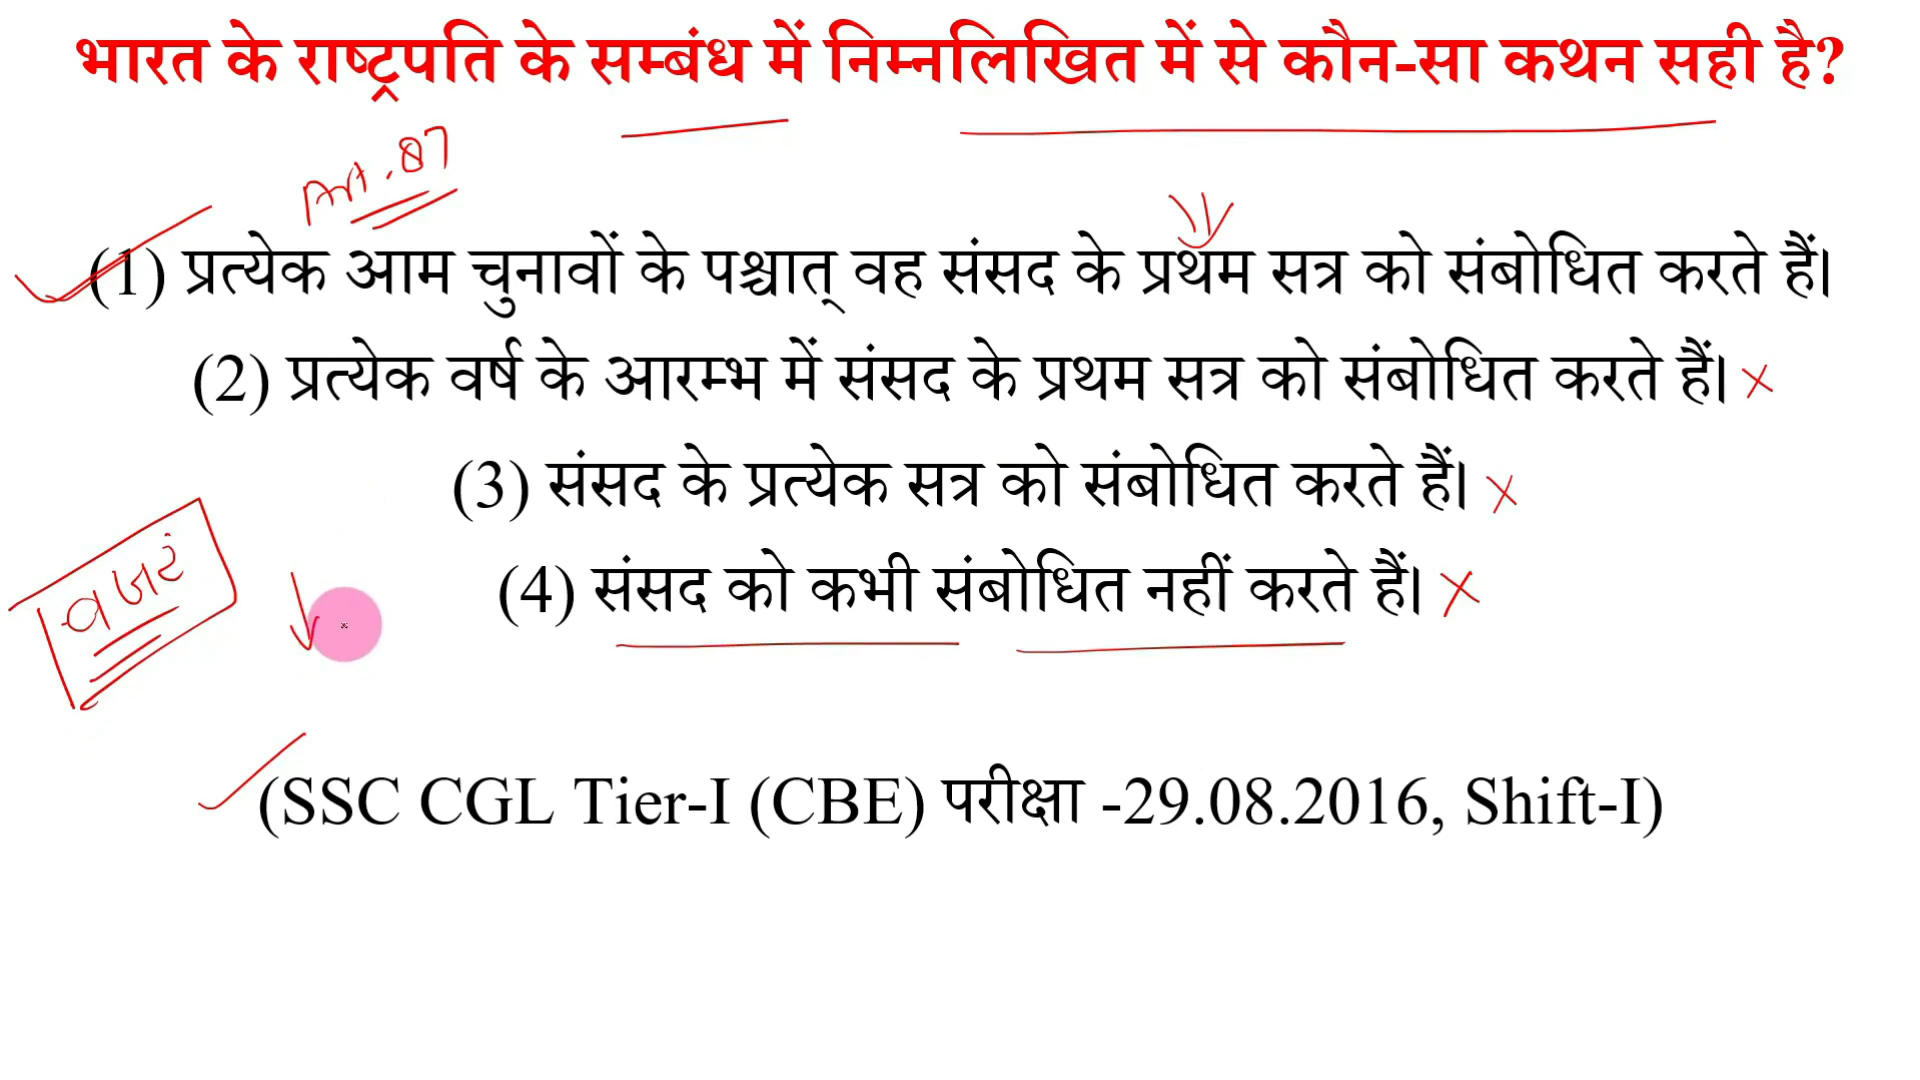 भारत के राष्ट्रपति के सम्बंध में निम्नलिखित में से कौन-सा कथन सही है?
Art. 87
(1) प्रत्येक आम चुनावों के पश्चात् वह संसद के प्रथम सत्र को संबोधित करते हैं।
(2) प्रत्येक वर्ष के आरम्भ में संसद के प्रथम सत्र को संबोधित करते हैं।
(3) संसद के प्रत्येक सत्र को संबोधित करते हैं।
(4) संसद को कभी संबोधित नहीं करते हैं।
(SSC CGL Tier-I (CBE) परीक्षा -29.08.2016, Shift-I)